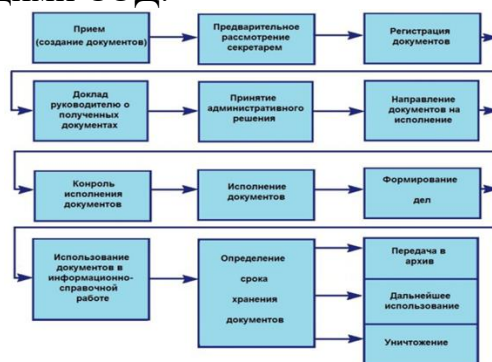 Прием
(создание документов)
Предварительное
рассмотрение
секретарем
Регистрация
документов
Доклад
руководителю о
полученных
документах
Принятие
административного
решения
Направление
документов на
исполнение
Конроль
исполнения
документов
Исполнение
документов
Формирование
дел
Использование
документов в
информационно-
справочной
работе
Определение
срока
хранения
документов
Передача в
архив
Дальнейшее
использование
Уничтожение